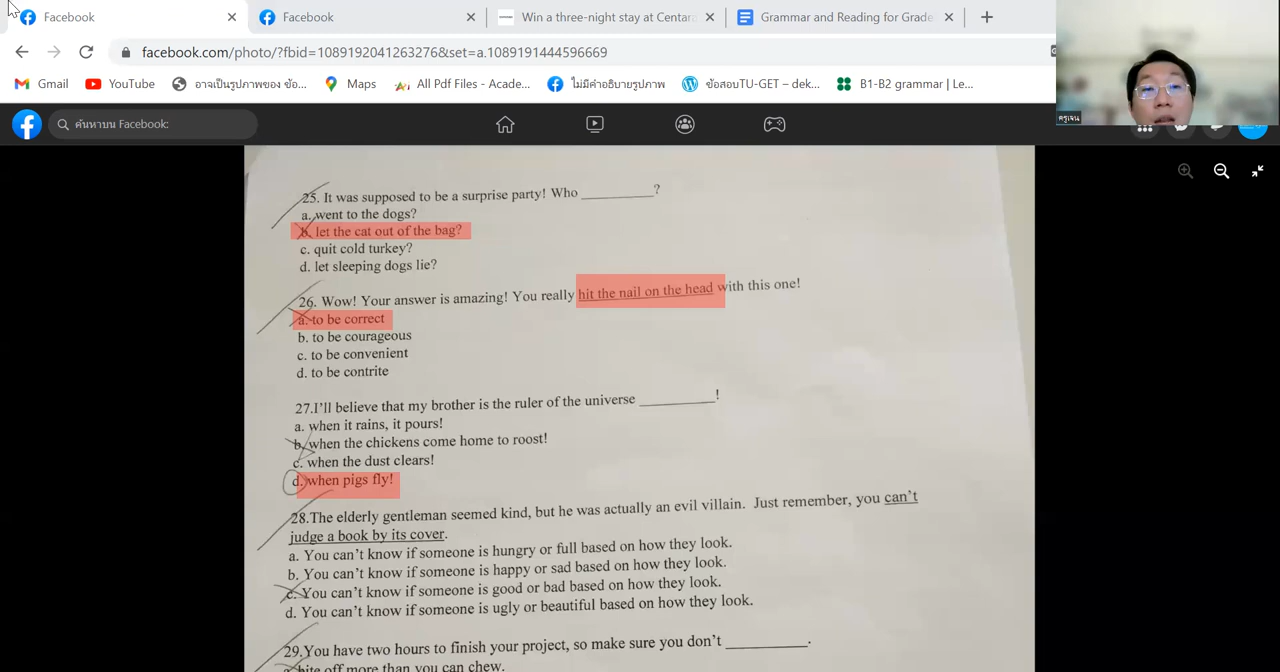 Facebook
Facebook
Win a three-night stay at Centar
Grammar and Reading for Grade
facebook.com/photo/?fbid=1089192041263276&set=a.1089191444596669
Gmail
YouTube
อาจเป็นรูปภาพของ ข้อ...
Maps
All Pdf Files - Acade...
ไม่มีคำอธิบายรูปภาพ
ข้อสอบTU-GET – dek...
B1-B2 grammar | Le...
ค้นหาบน Facebook:
ครูเจน
25. It was supposed to be a surprise party! Who _________?
a. went to the dogs?
b. let the cat out of the bag?
c. quit cold turkey?
d. let sleeping dogs lie?
26. Wow! Your answer is amazing! You really hit the nail on the head with this one!
a. to be correct
b. to be courageous
c. to be convenient
d. to be contrite
27.I'll believe that my brother is the ruler of the universe _________!
a. when it rains, it pours!
b. when the chickens come home to roost!
c. when the dust clears!
d. when pigs fly!
28.The elderly gentleman seemed kind, but he was actually an evil villain. Just remember, you can't
judge a book by its cover.
a. You can't know if someone is hungry or full based on how they look.
b. You can't know if someone is happy or sad based on how they look.
c. You can't know if someone is good or bad based on how they look.
d. You can't know if someone is ugly or beautiful based on how they look.
29.You have two hours to finish your project, so make sure you don't _________.
a. bite off more than you can chew.